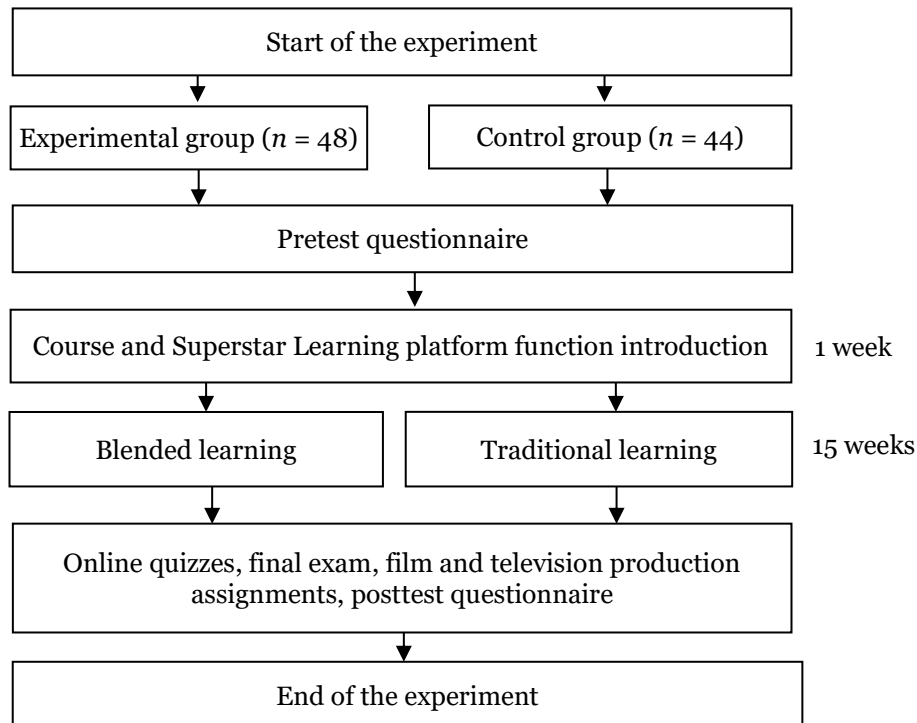 Start of the experiment
Experimental group (n = 48)
Control group (n = 44)
Pretest questionnaire
Course and Superstar Learning platform function introduction
1 week
Blended learning
Traditional learning
15 weeks
Online quizzes, final exam, film and television production
assignments, posttest questionnaire
End of the experiment